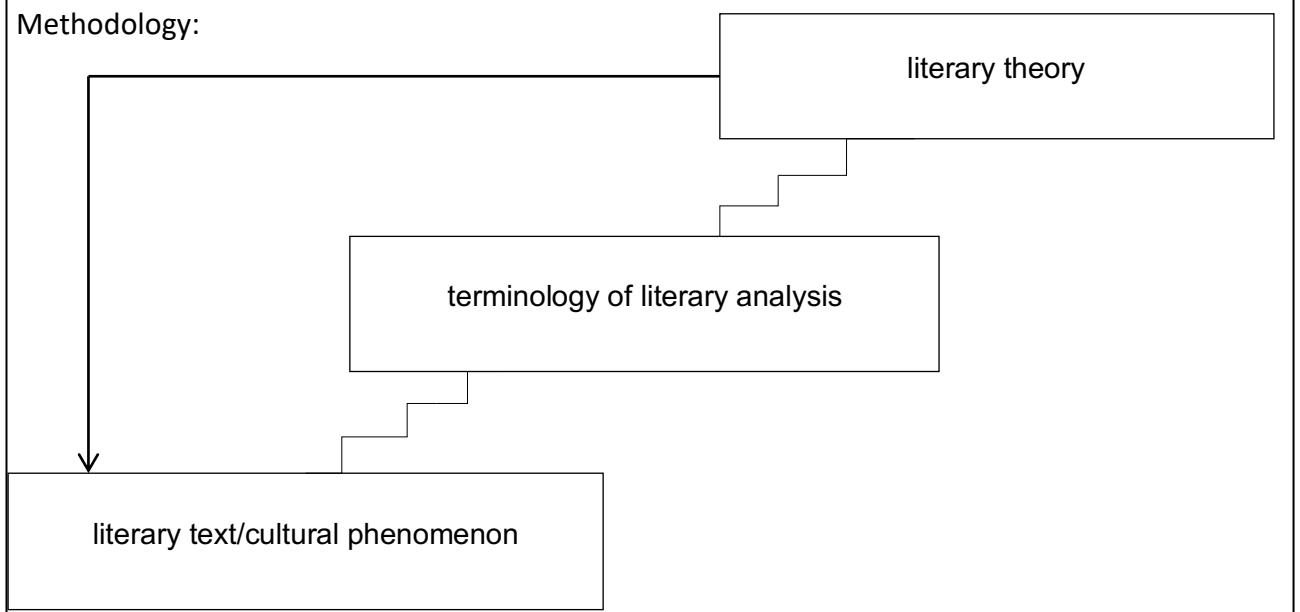 Methodology:
literary theory
terminology of literary analysis
literary text/cultural phenomenon